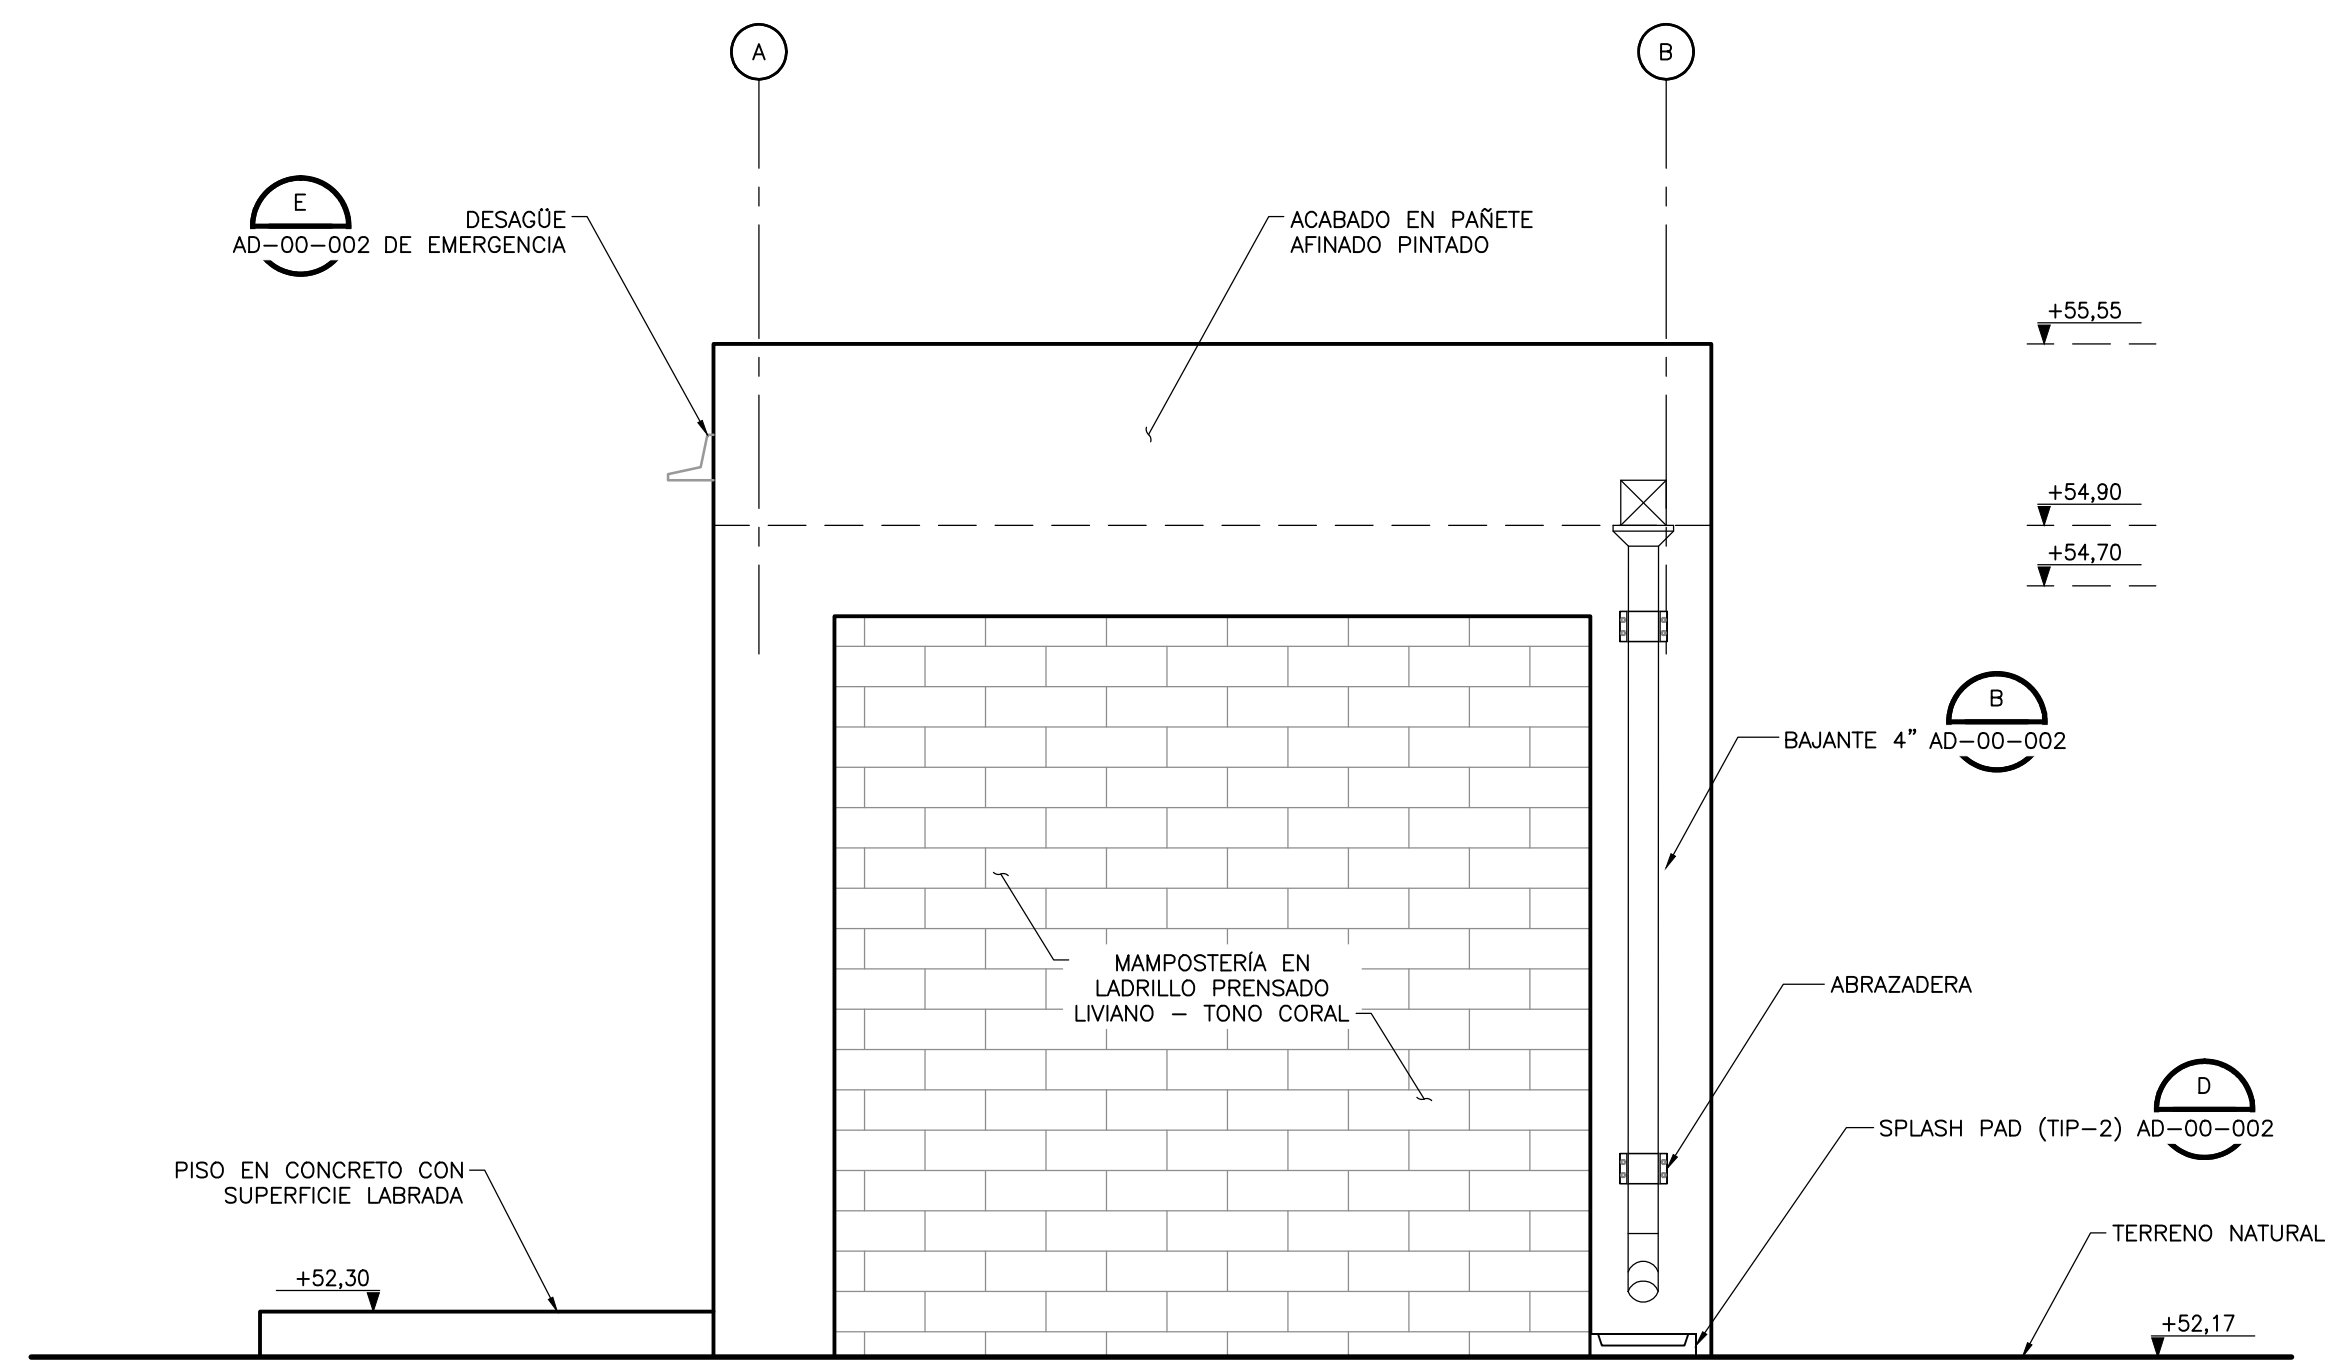 A
B
E
AD-00-002
DESAGÜE
DE EMERGENCIA
ACABADO EN PAÑETE
AFINADO PINTADO
+55,55
+54,90
+54,70
B
BAJANTE 4" AD-00-002
MAMPOSTERÍA EN
LADRILLO PRENSADO
LIVIANO - TONO CORAL
ABRAZADERA
D
SPLASH PAD (TIP-2) AD-00-002
PISO EN CONCRETO CON
SUPERFICIE LABRADA
TERRENO NATURAL
+52,30
+52,17